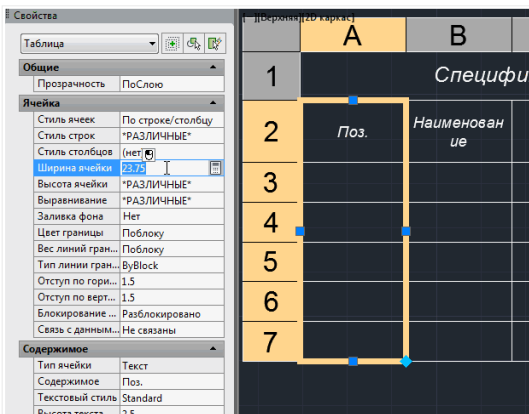 Свойства
Таблица
Общие
Прозрачность ПоСлою
Ячейка
Стиль ячеек По строке/столбцу
Стиль строк *РАЗЛИЧНЫЕ*
Стиль столбцов (нет
Ширина ячейки 23.75
Высота ячейки *РАЗЛИЧНЫЕ*
Выравнивание *РАЗЛИЧНЫЕ*
Заливка фона Нет
Цвет границы Поблоку
Вес линий гран... Поблоку
Тип линии гран... ByBlock
Отступ по гори... 1.5
Отступ по верт... 1.5
Блокирование ... Разблокировано
Связь с данным... Не связаны
Содержимое
Тип ячейки Текст
Содержимое Поз.
Текстовый стиль Standard
Высота текста 2.5
[–][Верхняя][2D каркас]
A B
1 Специфи
2 Поз. Наименован
ие
3
4
5
6
7